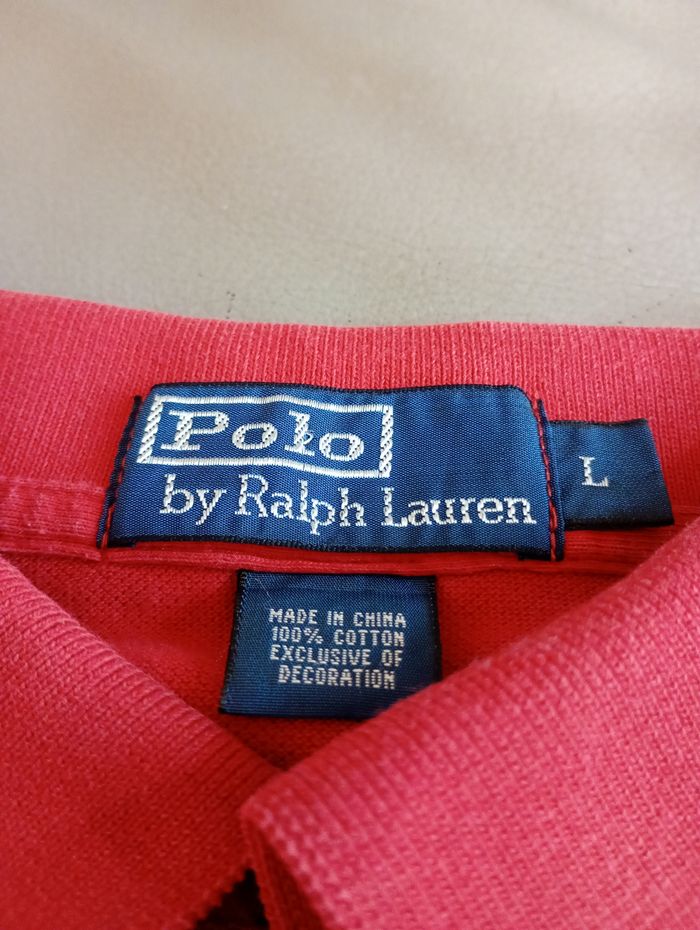 Polo
by Ralph Lauren
L
MADE IN CHINA
100% COTTON
EXCLUSIVE OF
DECORATION